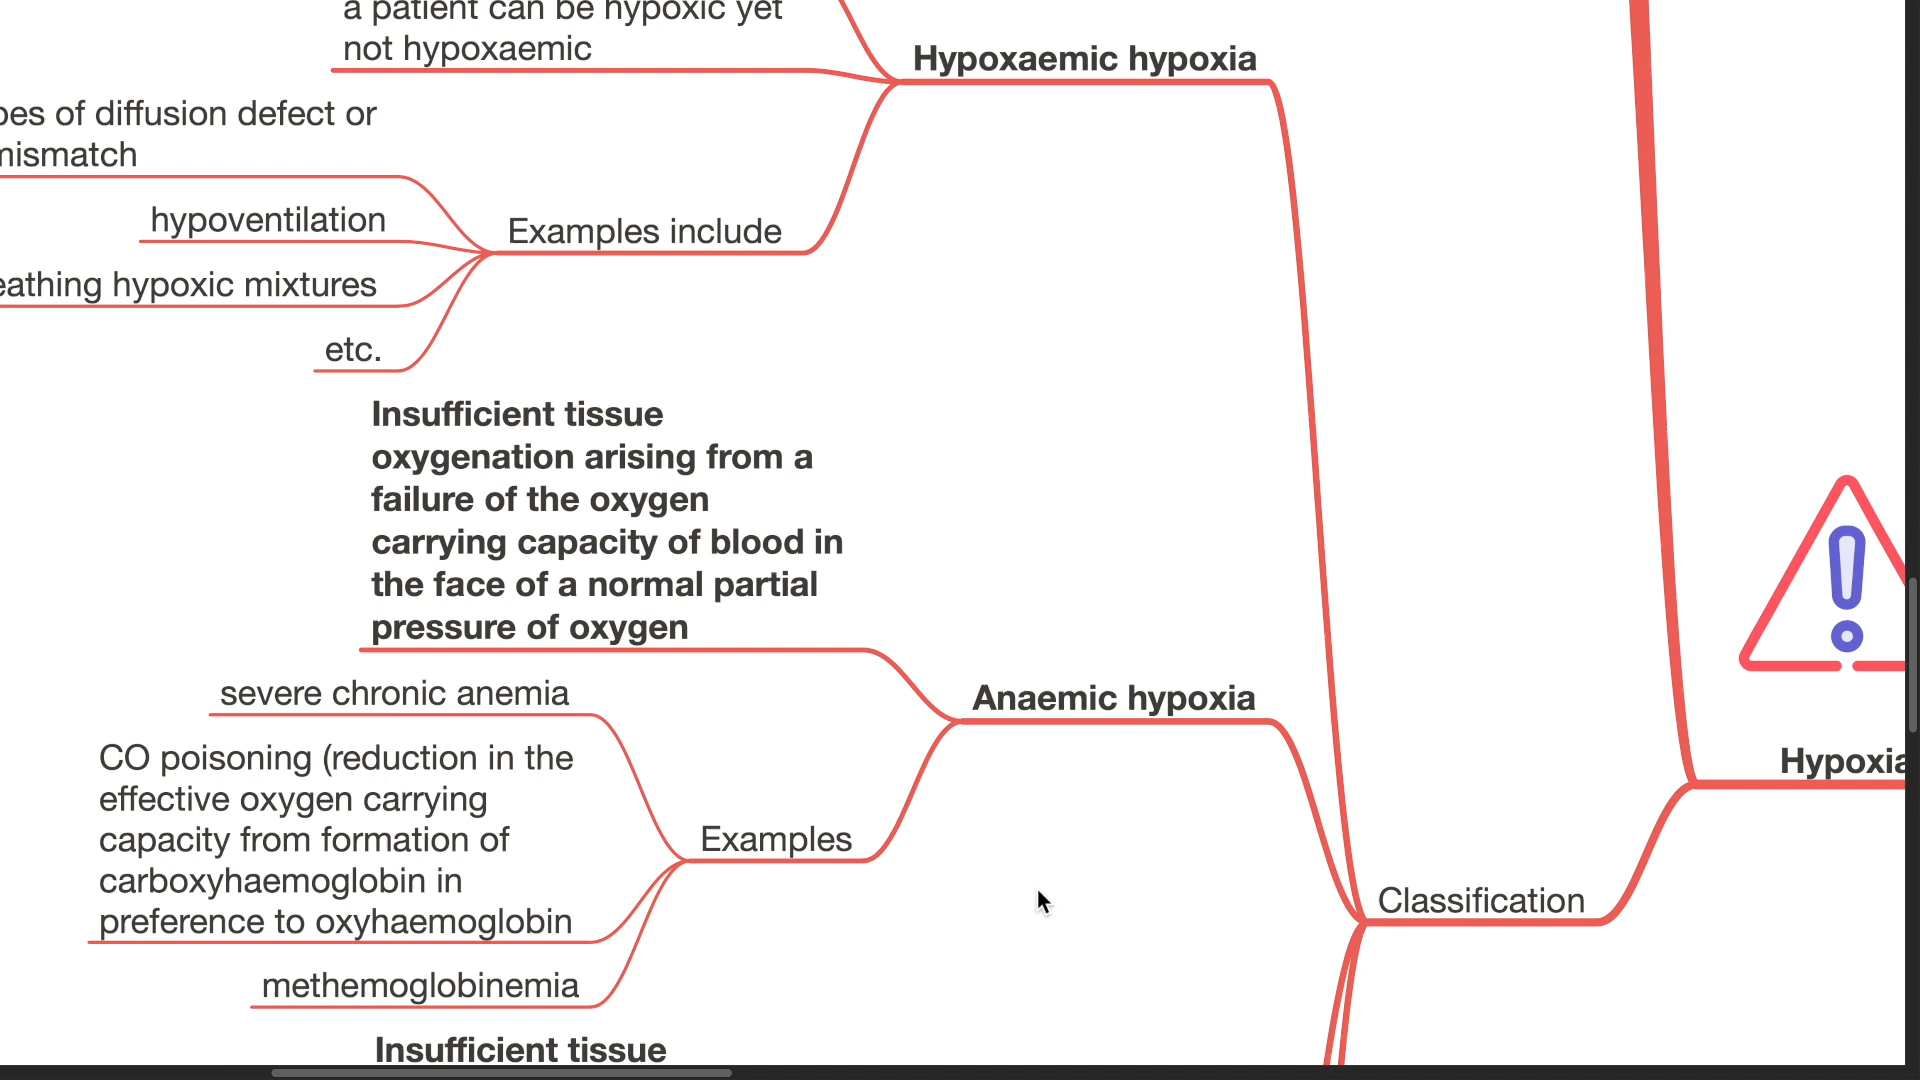 a patient can be hypoxic yet
not hypoxaemic
Hypoxaemic hypoxia
of diffusion defect or
mismatch
hypoventilation
Examples include
hypoxic mixtures
etc.
Insufficient tissue
oxygenation arising from a
failure of the oxygen
carrying capacity of blood in
the face of a normal partial
pressure of oxygen
severe chronic anemia
Anaemic hypoxia
CO poisoning (reduction in the
effective oxygen carrying
capacity from formation of
carboxyhaemoglobin in
preference to oxyhaemoglobin
Examples
Hypoxia
Classification
methemoglobinemia
Insufficient tissue